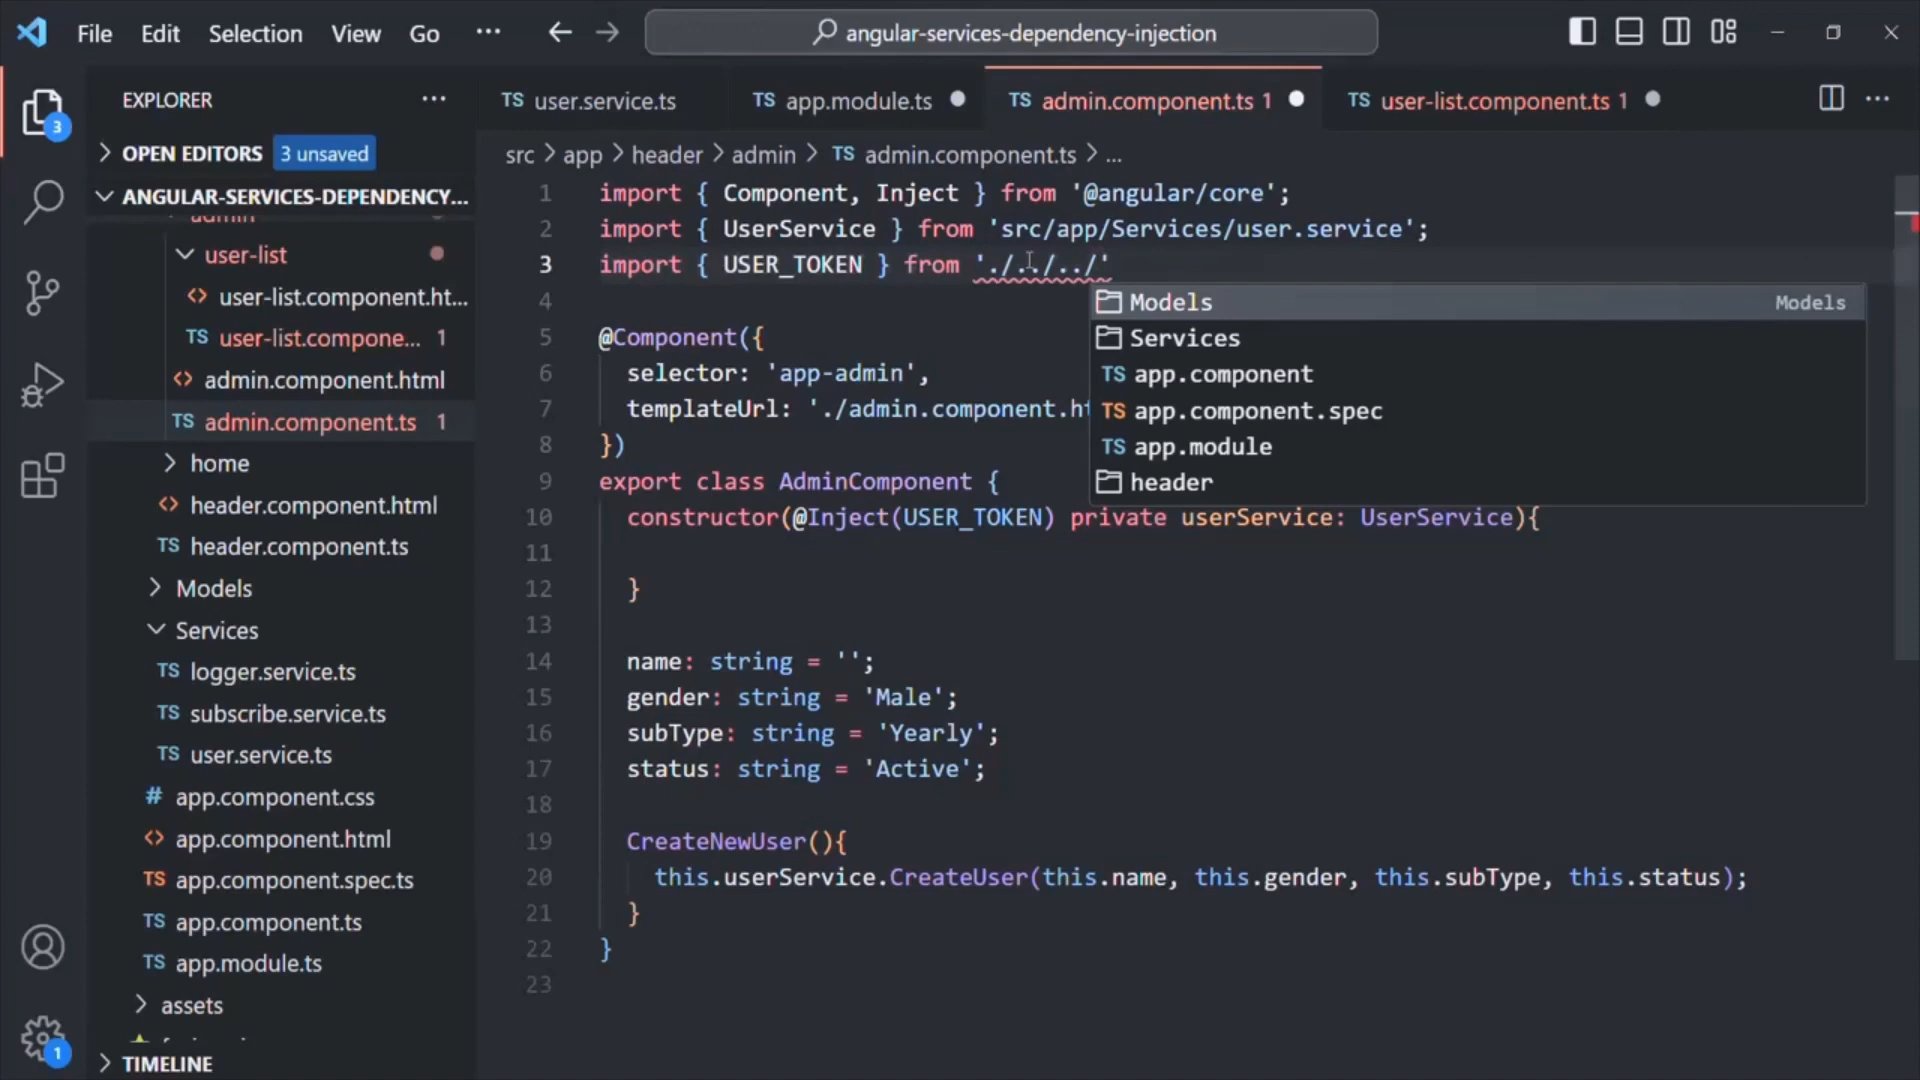 File Edit Selection View Go ··· angular-services-dependency-injection
EXPLORER ···
3
OPEN EDITORS 3 unsaved
ANGULAR-SERVICES-DEPENDENCY...
admin
user-list
<> user-list.component.ht...
TS user-list.compone... 1
<> admin.component.html
TS admin.component.ts 1
home
<> header.component.html
TS header.component.ts
Models
Services
TS logger.service.ts
TS subscribe.service.ts
TS user.service.ts
# app.component.css
<> app.component.html
TS app.component.spec.ts
TS app.component.ts
TS app.module.ts
assets
1
TIMELINE
TS user.service.ts TS app.module.ts TS admin.component.ts 1 TS user-list.component.ts 1 ···
src > app > header > admin > TS admin.component.ts > ...
1 import { Component, Inject } from '@angular/core';
2 import { UserService } from 'src/app/Services/user.service';
3 import { USER_TOKEN } from './../../'
4
5 @Component({
6 selector: 'app-admin',
7 templateUrl: './admin.component.ht
8 })
9 export class AdminComponent {
10 constructor(@Inject(USER_TOKEN) private userService: UserService){
11
12 }
13
14 name: string = '';
15 gender: string = 'Male';
16 subType: string = 'Yearly';
17 status: string = 'Active';
18
19 CreateNewUser(){
20 this.userService.CreateUser(this.name, this.gender, this.subType, this.status);
21 }
22 }
23
Models Models
Services
TS app.component
TS app.component.spec
TS app.module
header